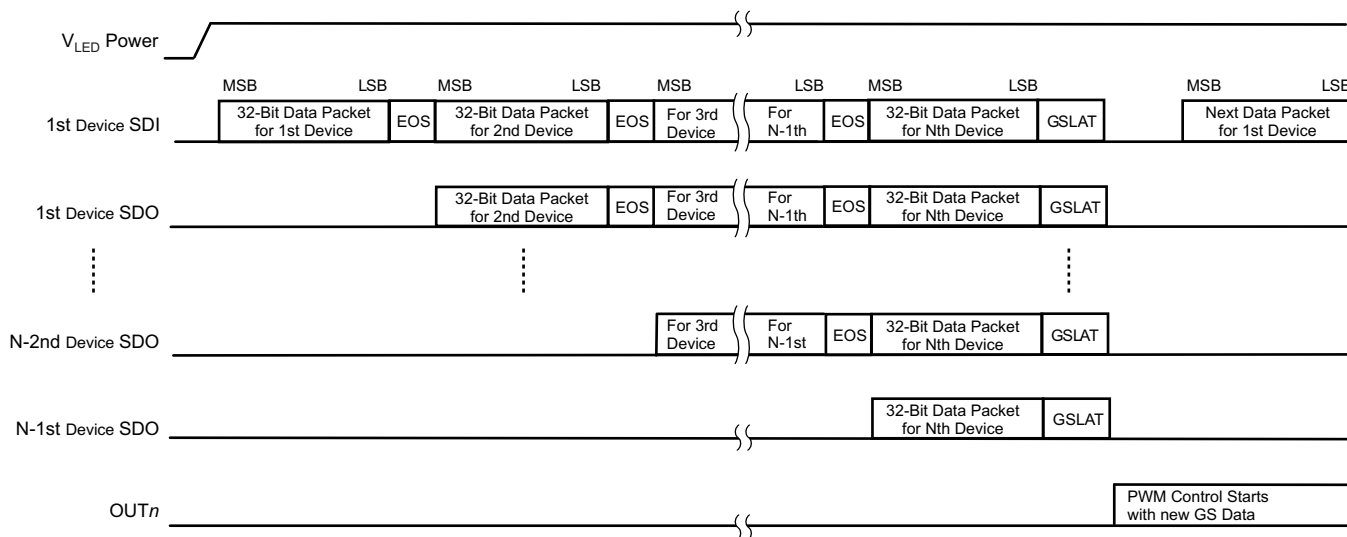 VLED Power
MSB LSB MSB LSB MSB LSB MSB LSB MSB LSB
1st Device SDI
32-Bit Data Packet
for 1st Device
EOS
32-Bit Data Packet
for 2nd Device
EOS
For 3rd
Device
For
N-1th
EOS
32-Bit Data Packet
for Nth Device
GSLAT
Next Data Packet
for 1st Device
1st Device SDO
32-Bit Data Packet
for 2nd Device
EOS
For 3rd
Device
For
N-1th
EOS
32-Bit Data Packet
for Nth Device
GSLAT
N-2nd Device SDO
For 3rd
Device
For
N-1st
EOS
32-Bit Data Packet
for Nth Device
GSLAT
N-1st Device SDO
32-Bit Data Packet
for Nth Device
GSLAT
OUTn
PWM Control Starts
with new GS Data